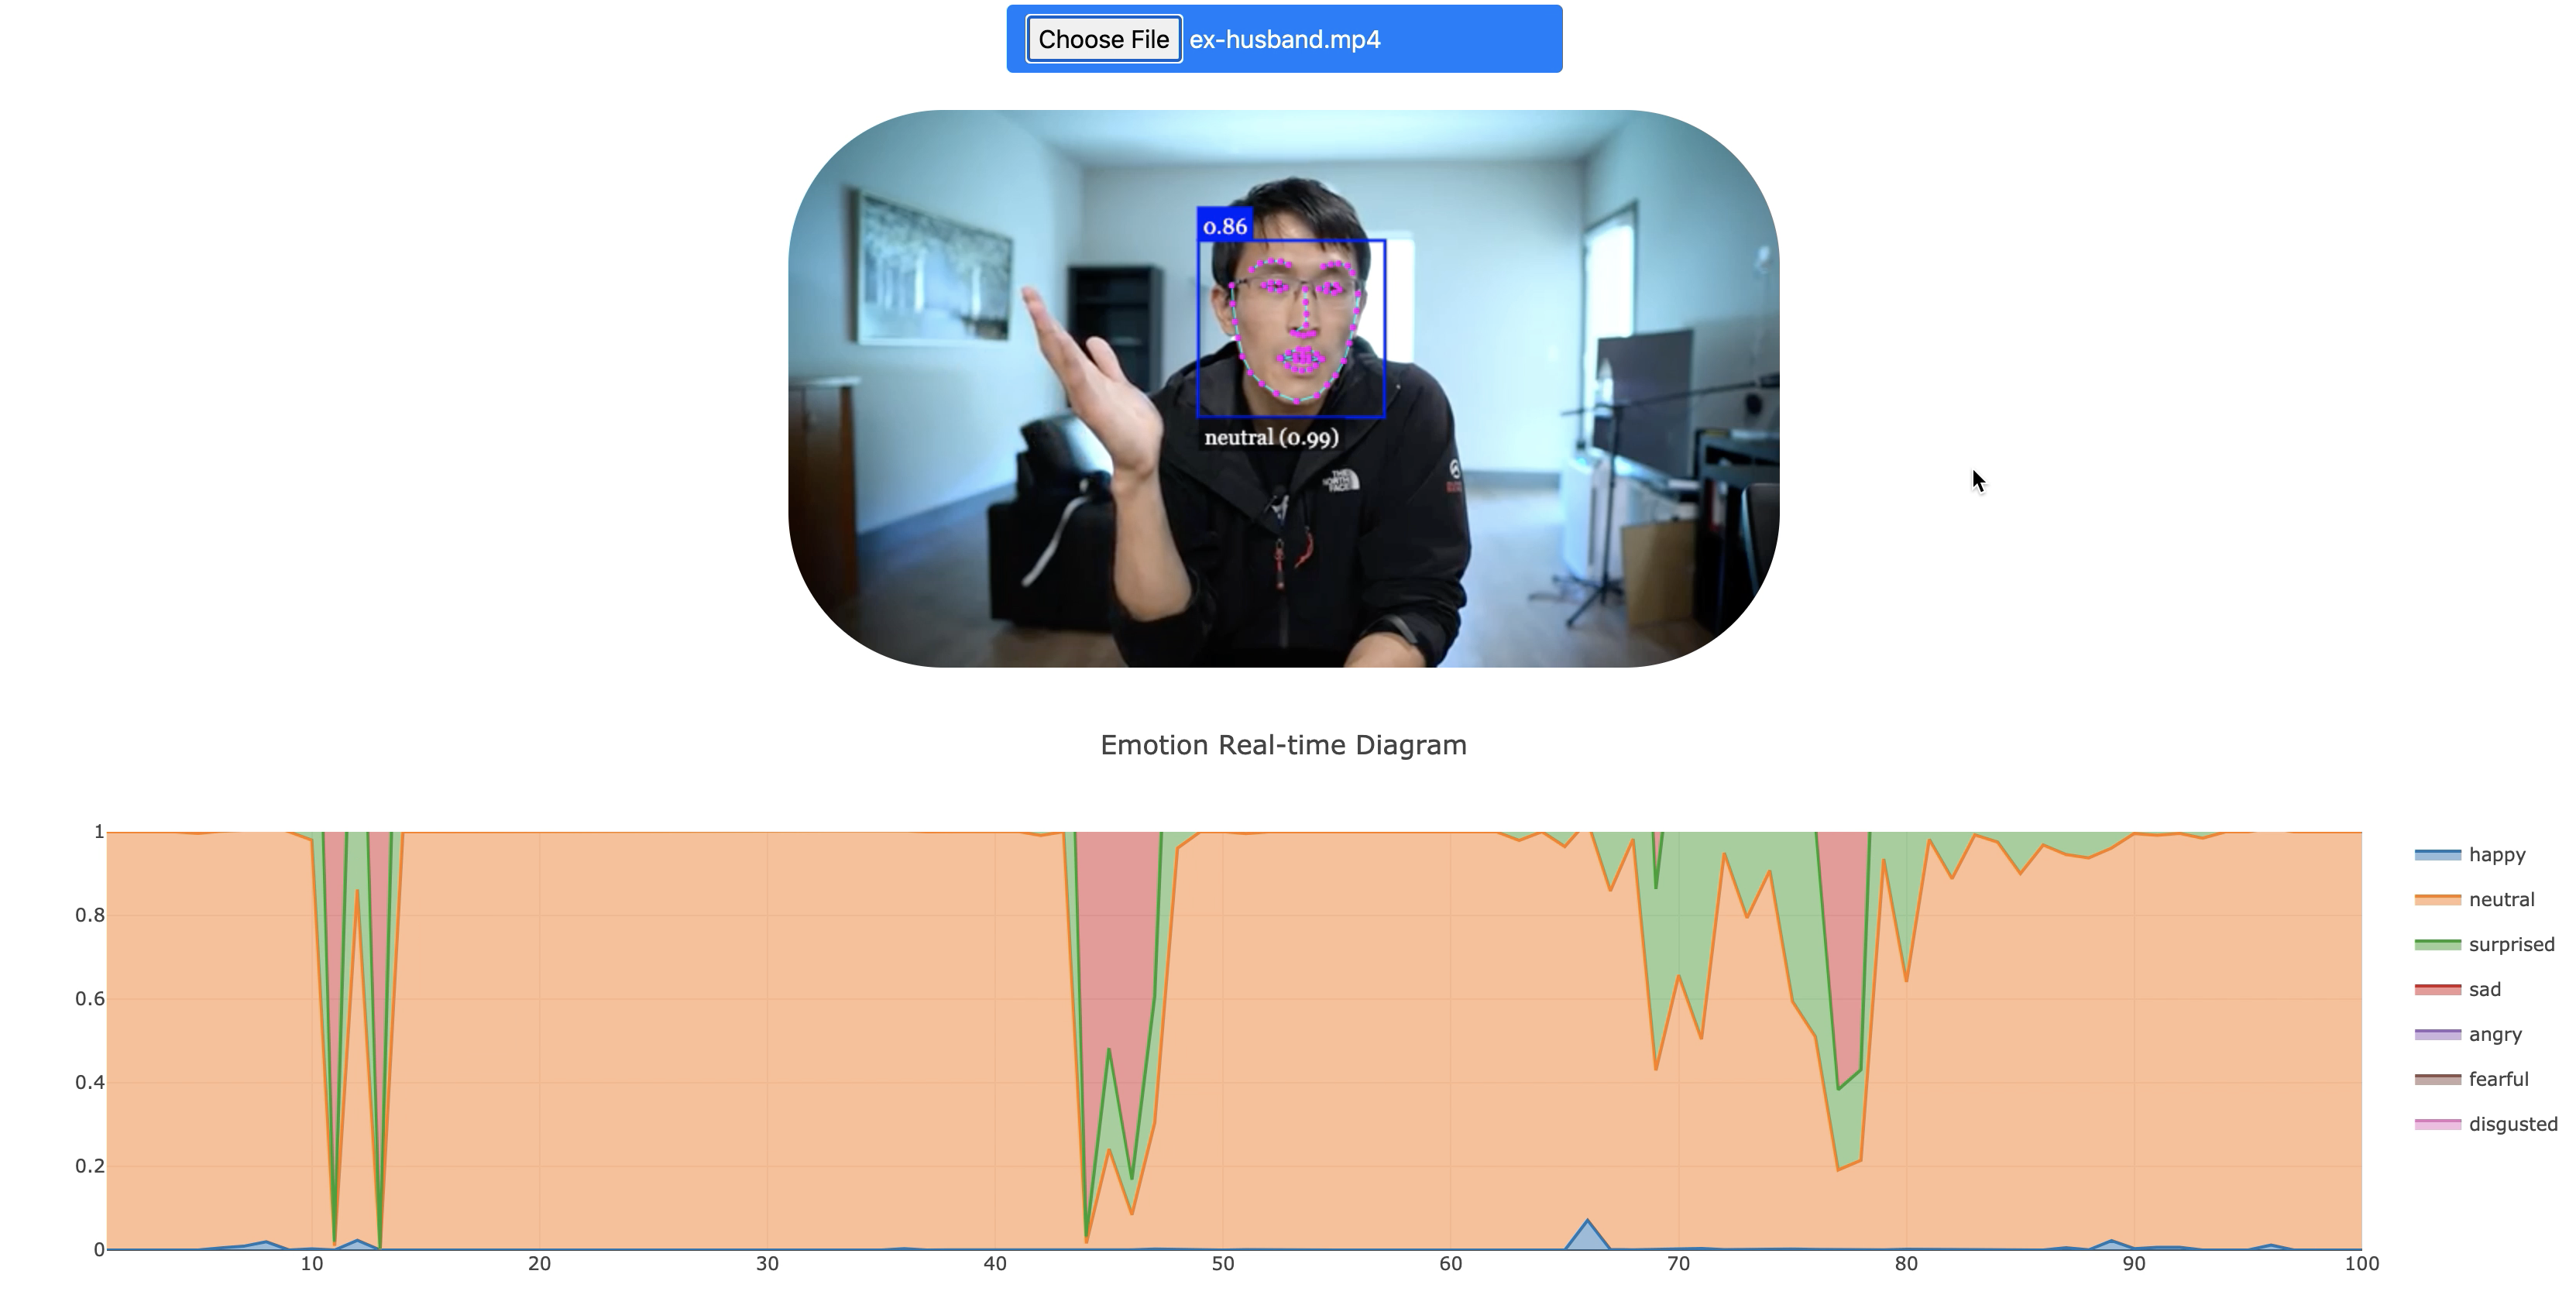 Choose File ex-husband.mp4
0.86
neutral (0.99)
THE
NORTH
FACE
Emotion Real-time Diagram
1
0.8
0.6
0.4
0.2
0
10 20 30 40 50 60 70 80 90 100
happy
neutral
surprised
sad
angry
fearful
disgusted